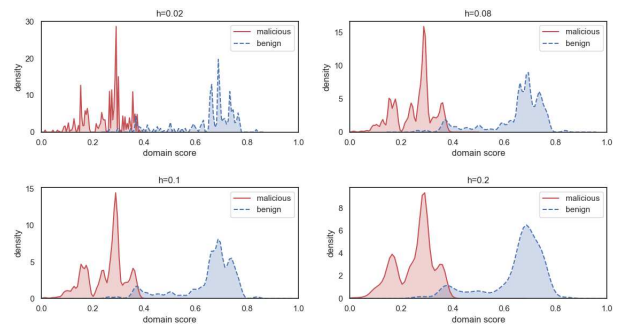 h=0.02
30
20
10
0
density
malicious
benign
0.0 0.2 0.4 0.6 0.8 1.0
domain score
h=0.08
15
10
5
0
density
malicious
benign
0.0 0.2 0.4 0.6 0.8 1.0
domain score
h=0.1
15
10
5
0
density
malicious
benign
0.0 0.2 0.4 0.6 0.8 1.0
domain score
h=0.2
8
6
4
2
0
density
malicious
benign
0.0 0.2 0.4 0.6 0.8 1.0
domain score